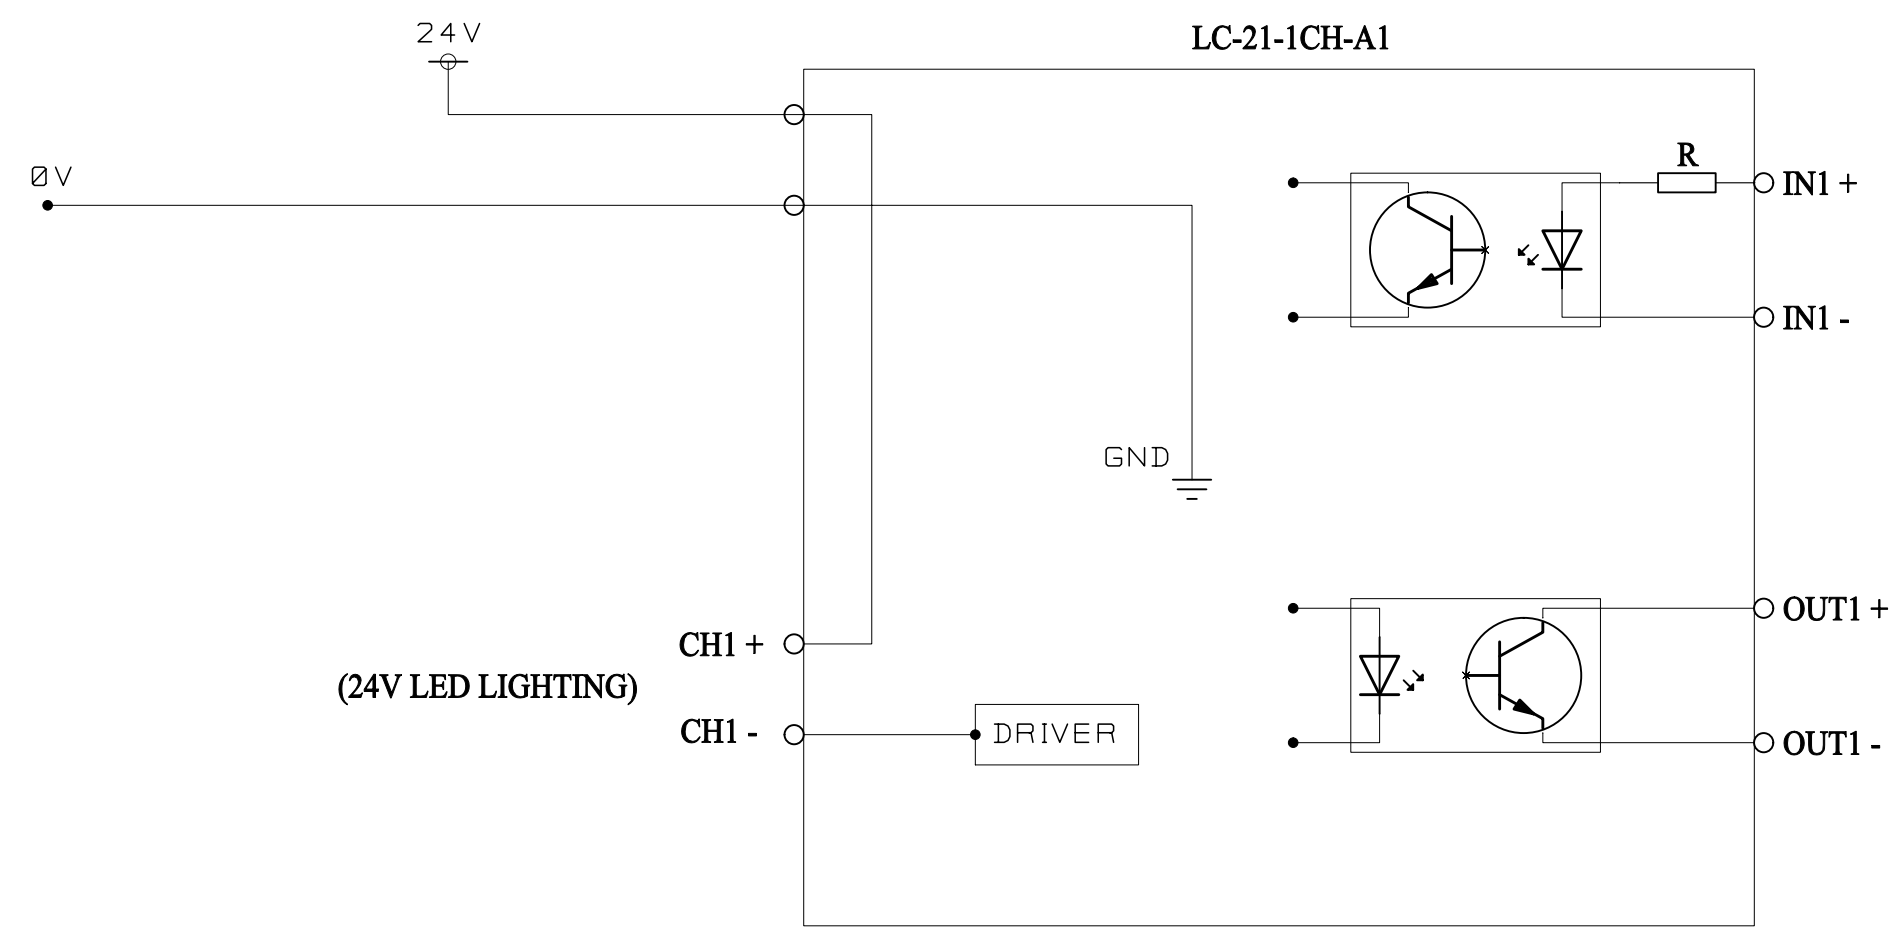 24V
LC-21-1CH-A1
R
0V
IN1 +
IN1 -
GND
OUT1 +
CH1 +
(24V LED LIGHTING)
CH1 -
DRIVER
OUT1 -